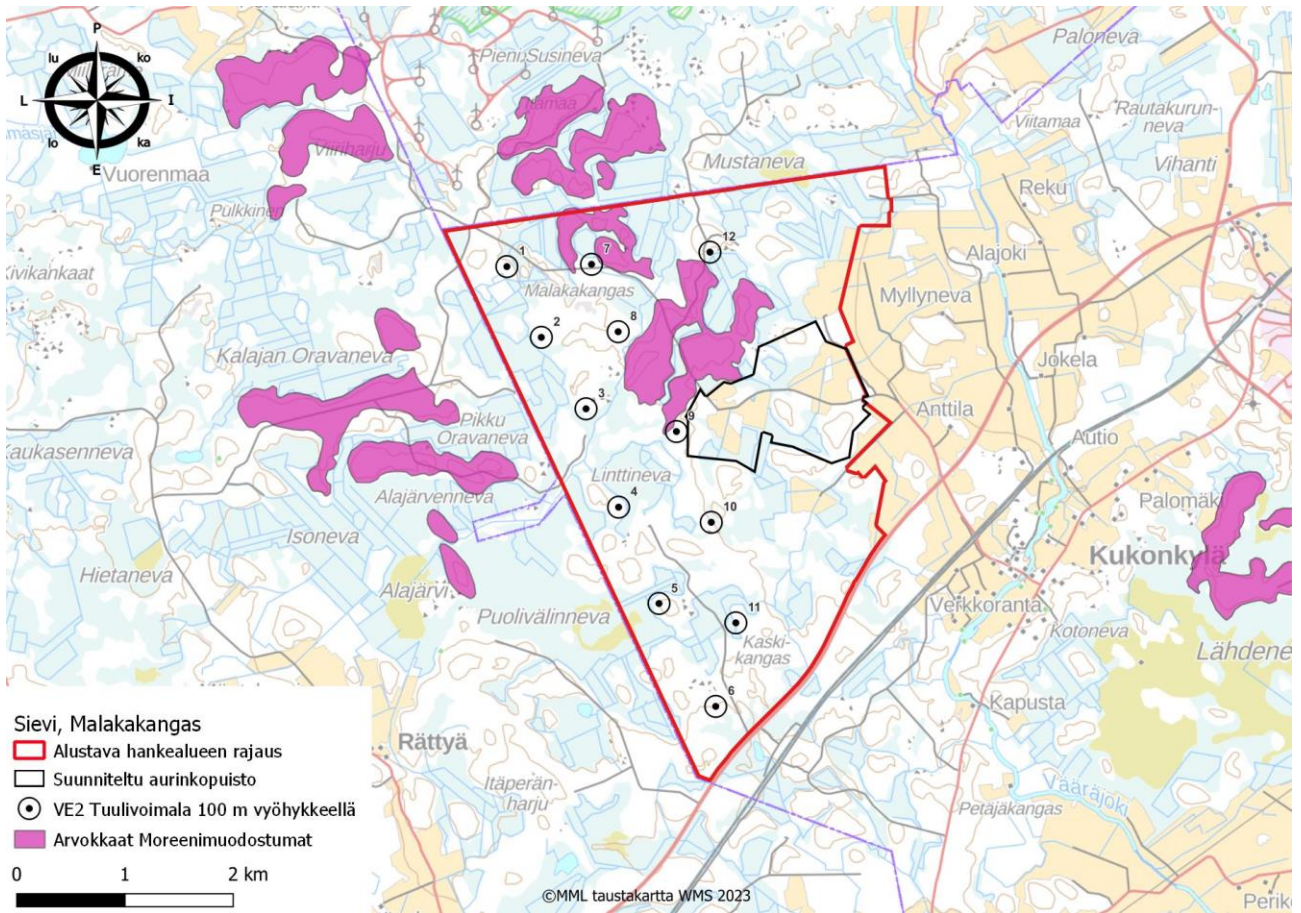 P
lu
ko
L
I
lo
ka
E
PieniSusineva
Paloneva
Rautakurun-
neva
Viitamaa
Vihanti
Vuorenmaa
Viiriharju
Mustaneva
Reku
Pulkkinen
Alajoki
1
7
12
Malakakangas
Myllyneva
2
8
Kalajan Oravaneva
Jokela
3
Anttila
Pikku
Oravaneva
9
Autio
Linttineva
Alajärvenneva
4
10
Palomäki
Isoneva
Kukonkylä
Hietaneva
Alajärvi
5
Puolivälinneva
11
Verkkoranta
Kaski-
kangas
Kotoneva
Lähdene
6
Kapusta
Sievi, Malakakangas
Alustava hankealueen rajaus
Suunniteltu aurinkopuisto
VE2 Tuulivoimala 100 m vyöhykkeellä
Arvokkaat Moreenimuodostumat
0 1 2 km
Rättyä
Itäperän-
harju
Vääräjoki
Petäjäkangas
©MML taustakartta WMS 2023
Periko